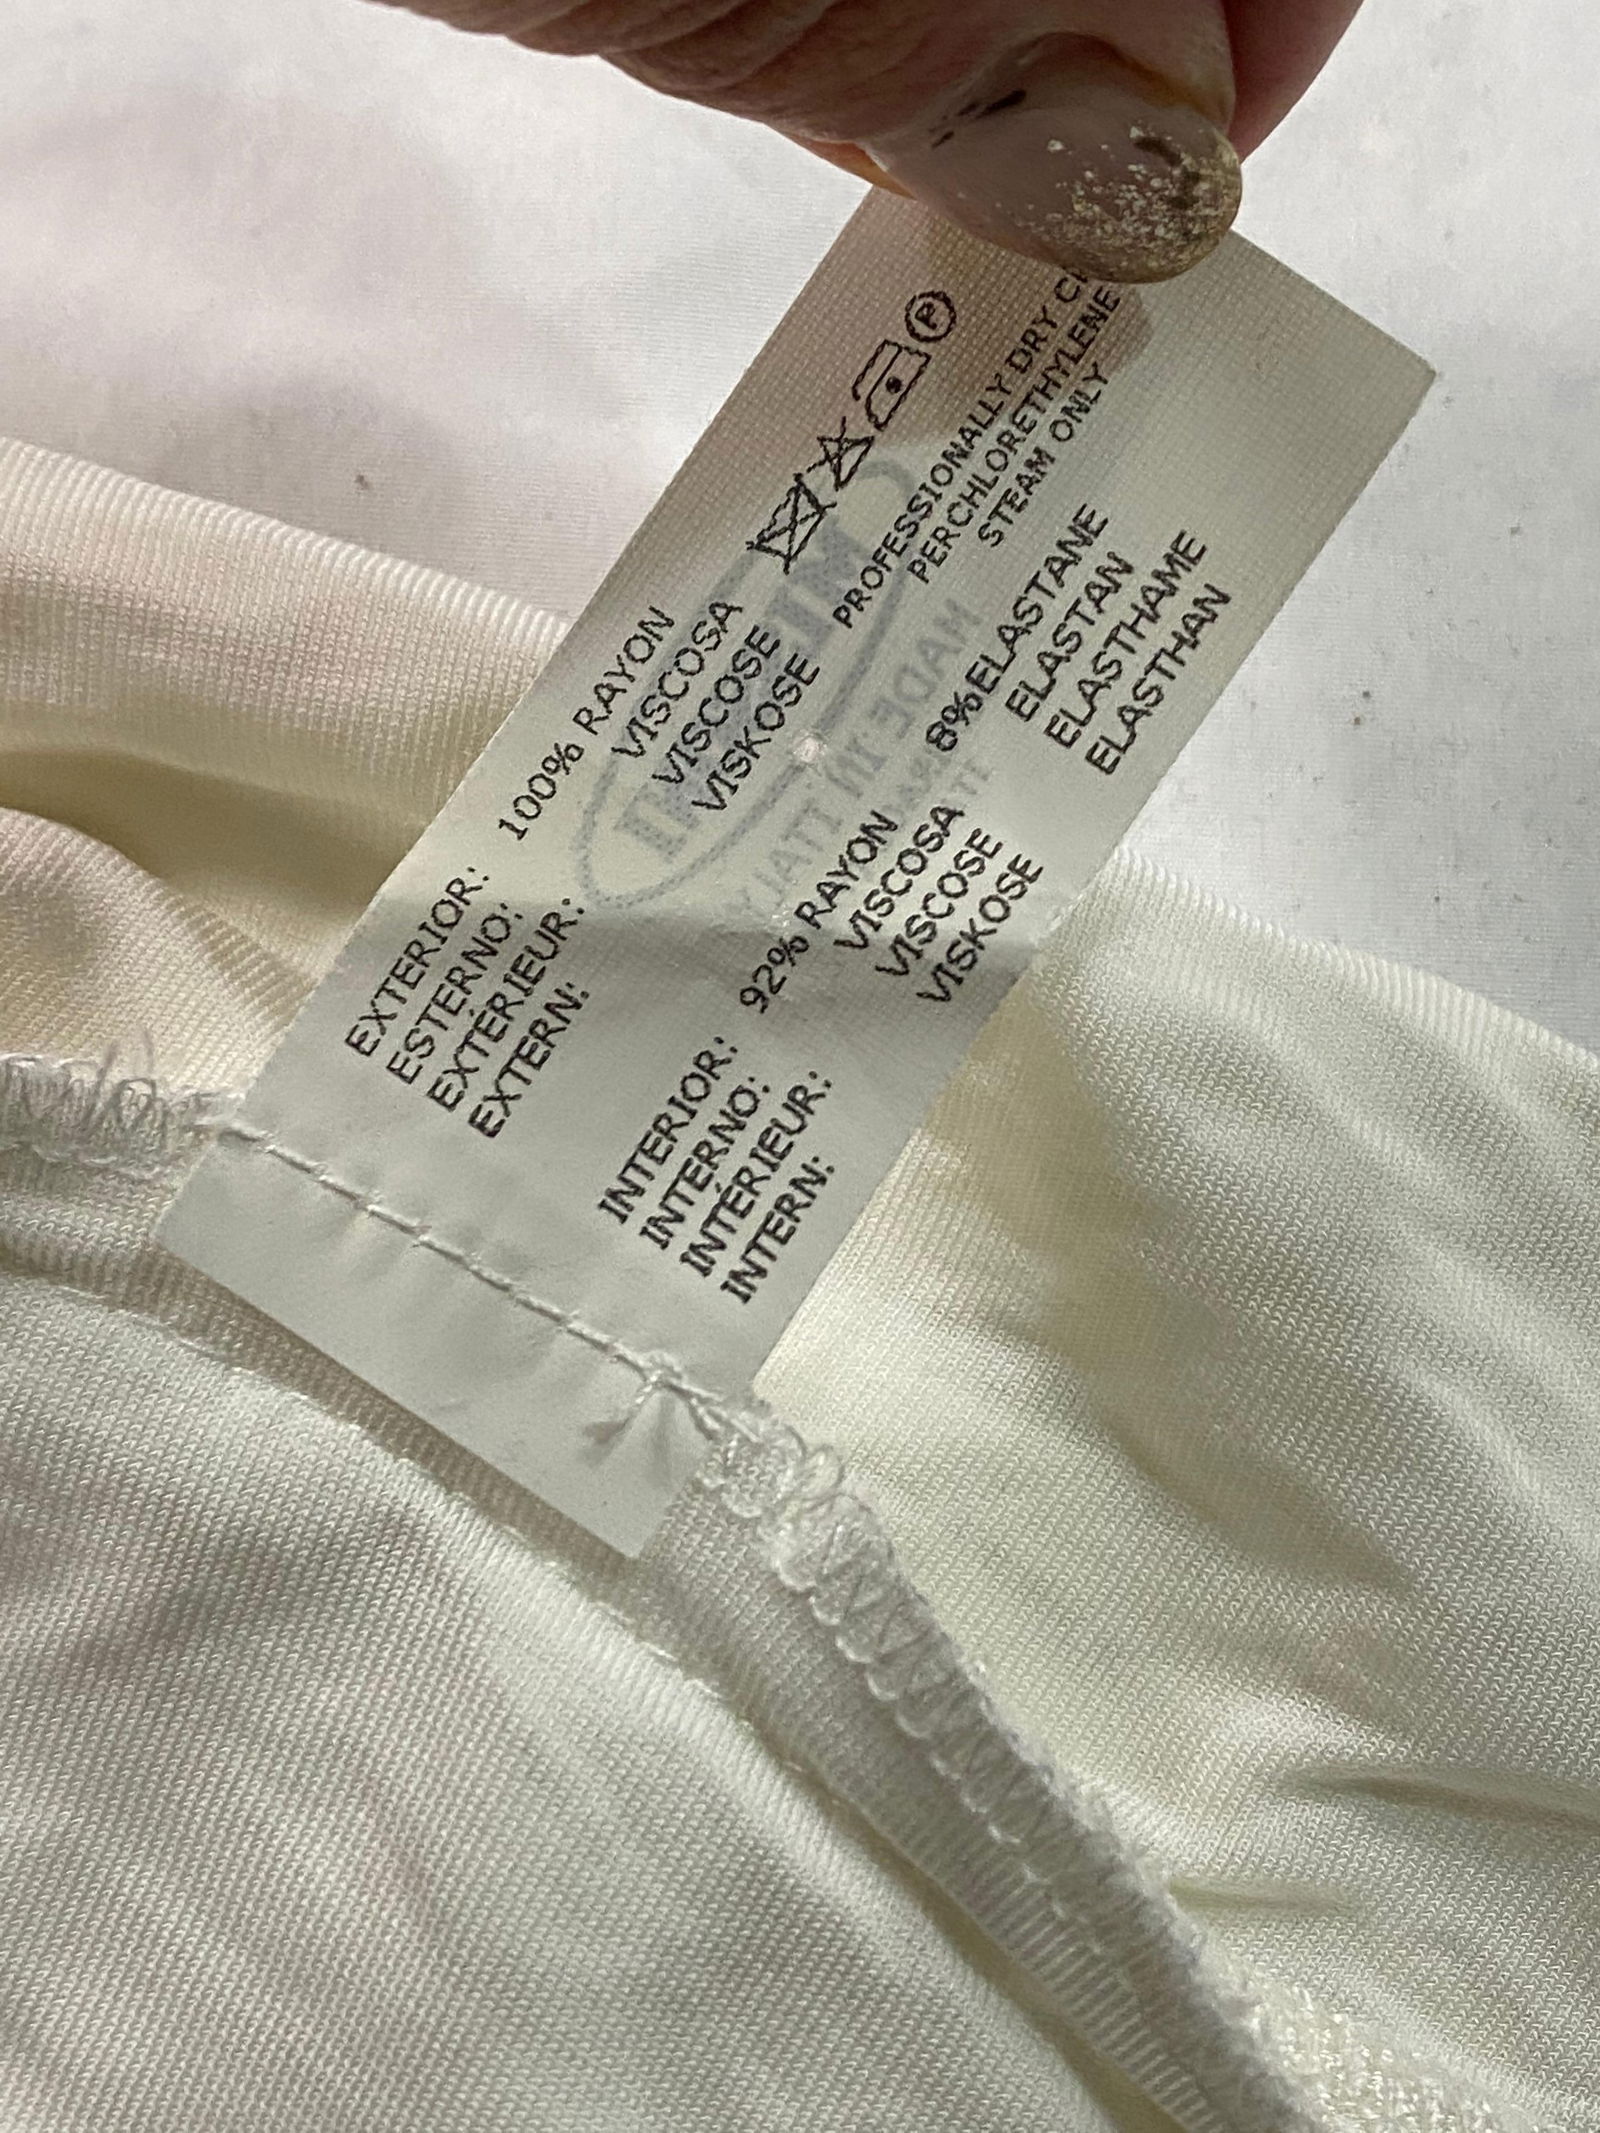 EXTERIOR: 100% RAYON
ESTERNO: VISCOSA
EXTÉRIEUR: VISCOSE
EXTERN: VISKOSE
INTERIOR: 92% RAYON 8%ELASTANE
INTERNO: VISCOSA ELASTAN
INTÉRIEUR: VISCOSE ELASTHAME
INTERN: VISKOSE ELASTHAN
P
PROFESSIONALLY DRY
PERCHLORETHYLENE
STEAM ONLY
MADE IN ITALY